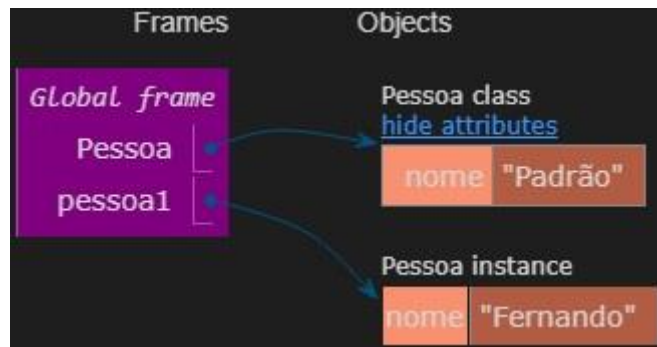 Frames
Objects
Global frame
Pessoa
pessoa1
Pessoa class
hide attributes
nome "Padrão"
Pessoa instance
nome "Fernando"